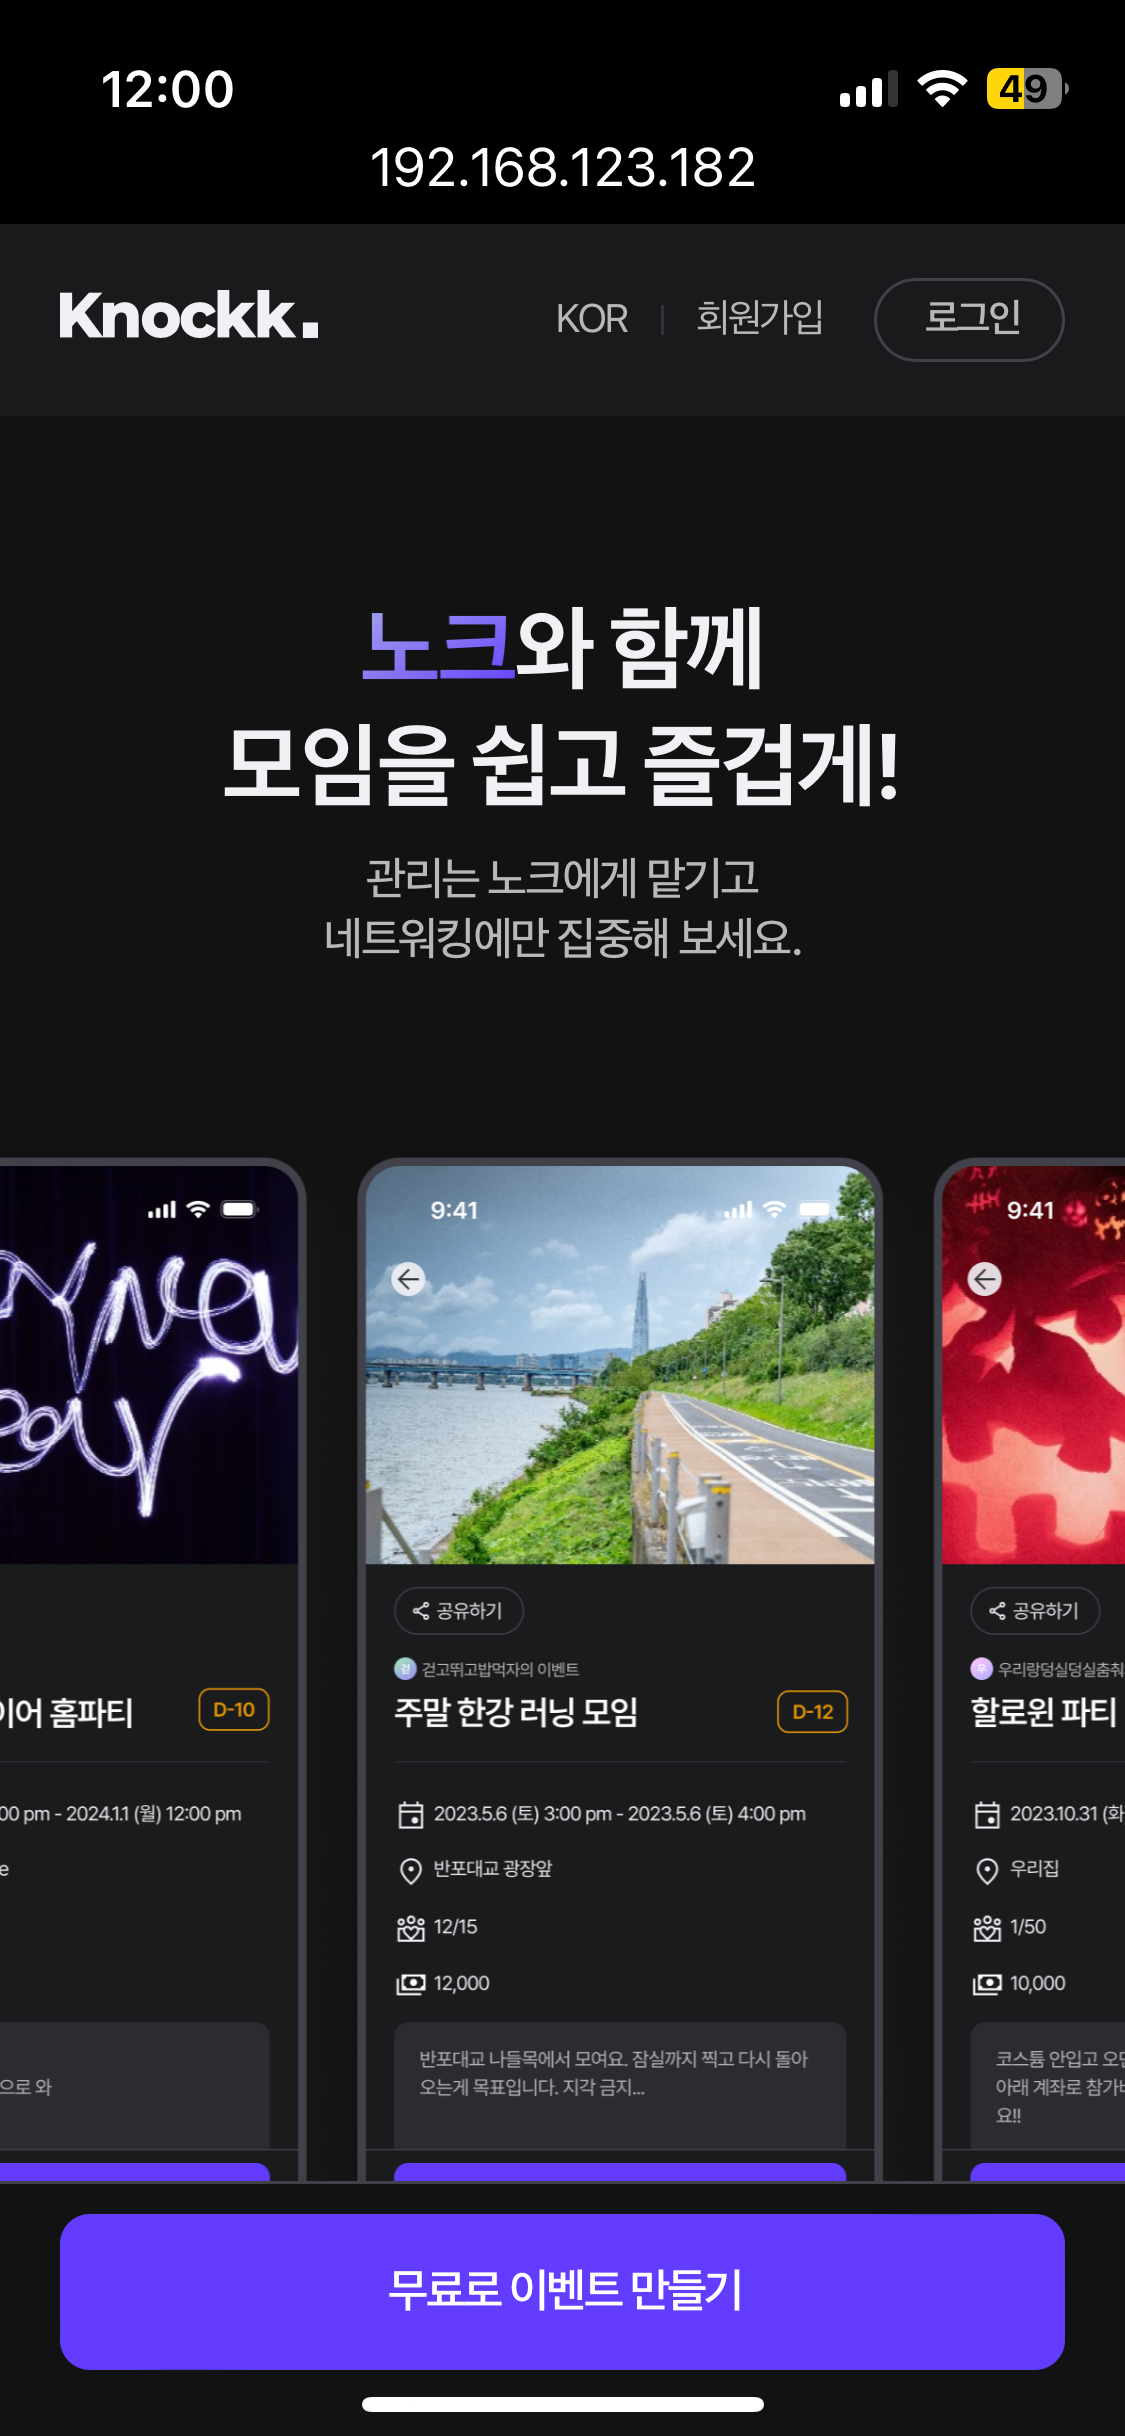 12:00
49
192.168.123.182
Knockk.
KOR
회원가입
로그인
노크와 함께
모임을 쉽고 즐겁게!
관리는 노크에게 맡기고
네트워킹에만 집중해 보세요.
이어 홈파티
D-10
00 pm - 2024.1.1 (월) 12:00 pm
e
으로 와
9:41
공유하기
걷
걷고뛰고밥먹자의 이벤트
주말 한강 러닝 모임
D-12
2023.5.6 (토) 3:00 pm - 2023.5.6 (토) 4:00 pm
반포대교 광장앞
12/15
12,000
반포대교 나들목에서 모여요. 잠실까지 찍고 다시 돌아
오는게 목표입니다. 지각 금지...
9:41
공유하기
우
우리랑덩실덩실춤춰
할로윈 파티
2023.10.31 (화
우리집
1/50
10,000
코스튬 안입고 오면
아래 계좌로 참가비
요!!
무료로 이벤트 만들기